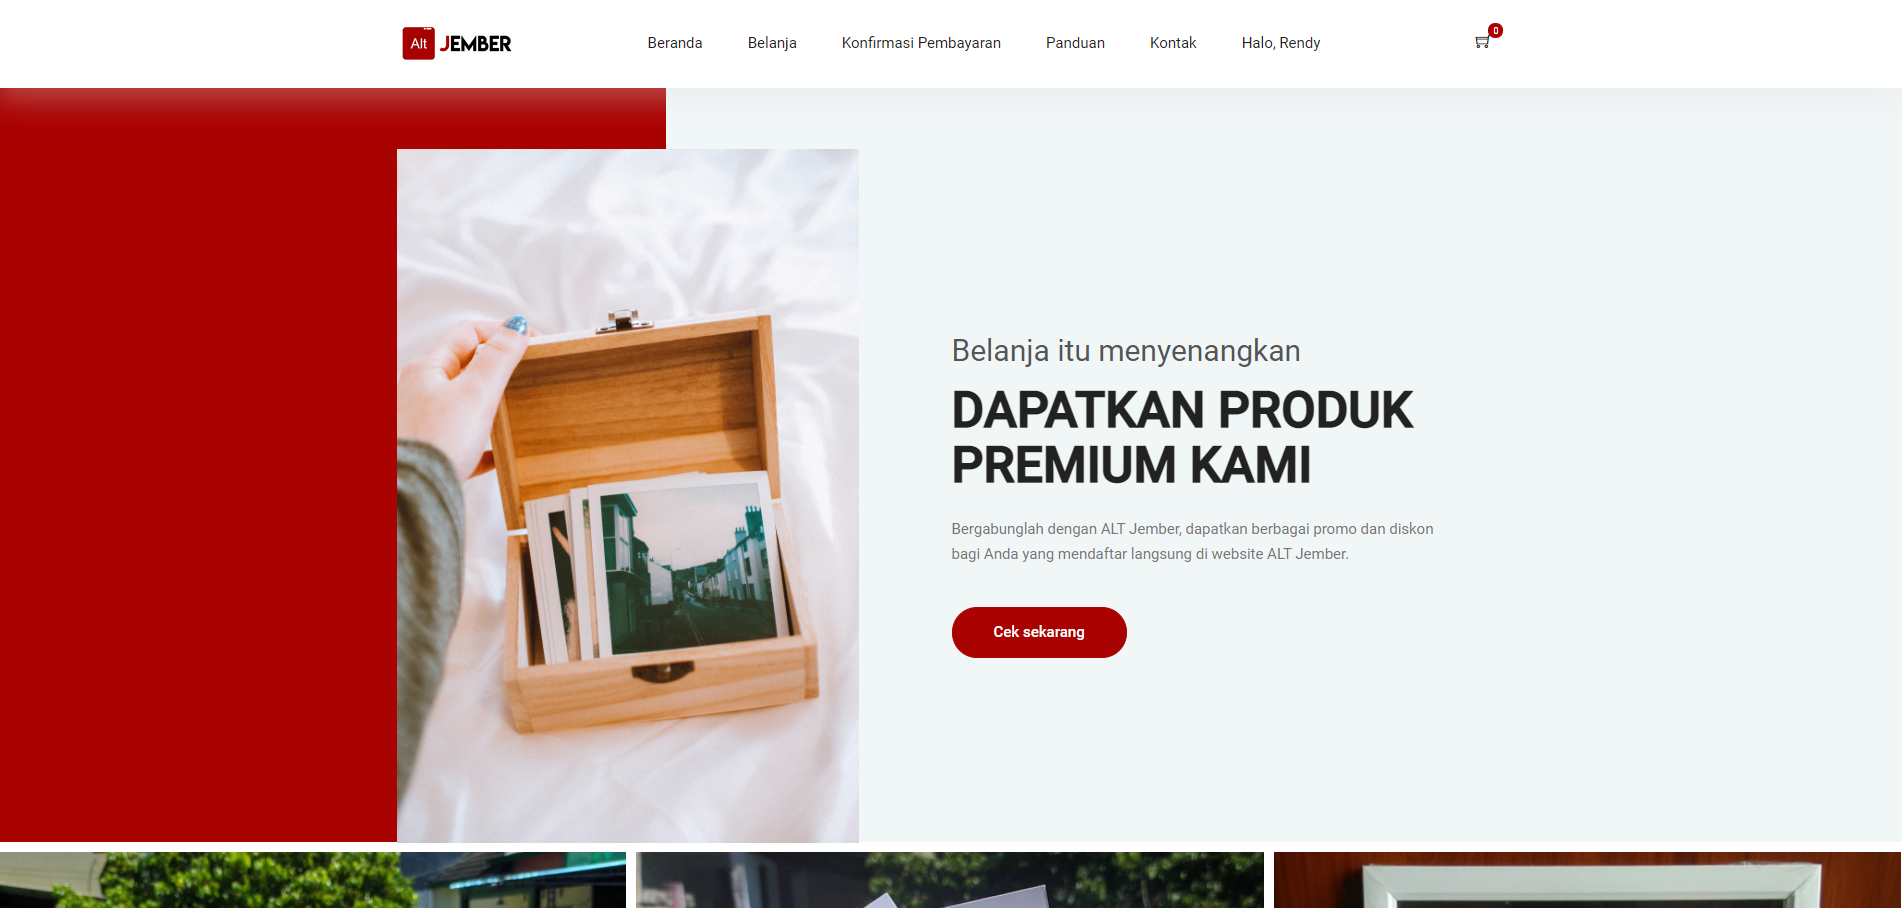 Alt JEMBER
Beranda
Belanja
Konfirmasi Pembayaran
Panduan
Kontak
Halo, Rendy
0
Belanja itu menyenangkan
DAPATKAN PRODUK
PREMIUM KAMI
Bergabunglah dengan ALT Jember, dapatkan berbagai promo dan diskon
bagi Anda yang mendaftar langsung di website ALT Jember.
Cek sekarang